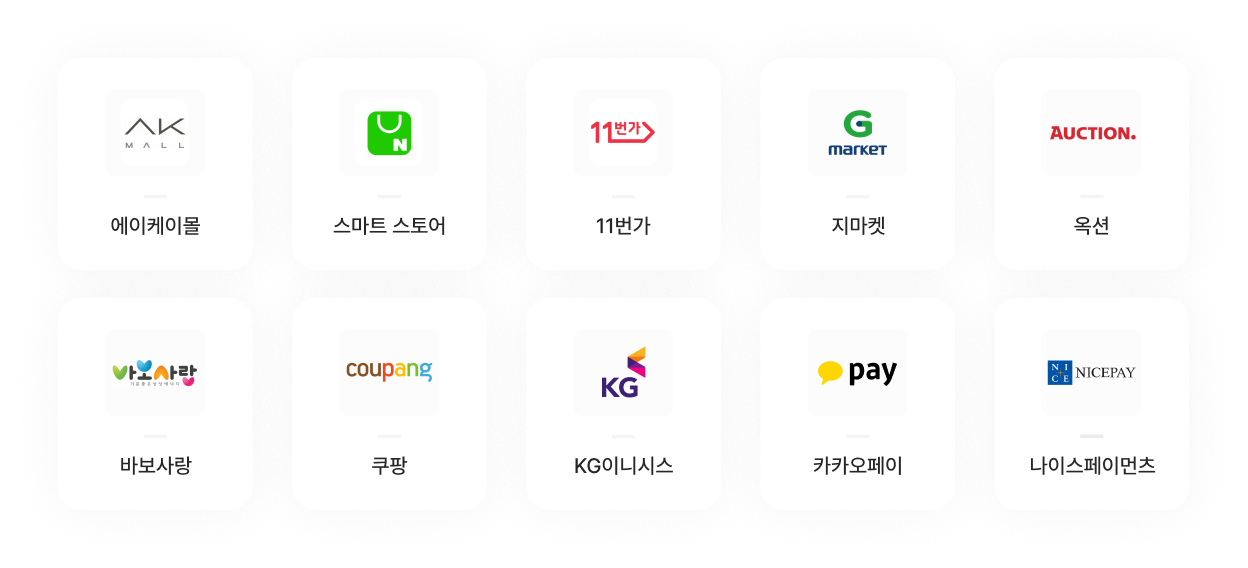 AK
MALL
에이케이몰
N
스마트 스토어
11번가
11번가
G
market
지마켓
AUCTION.
옥션
바보사랑
바보사랑
coupang
쿠팡
KG
KG이니시스
pay
카카오페이
NICE
NICEPAY
나이스페이먼츠